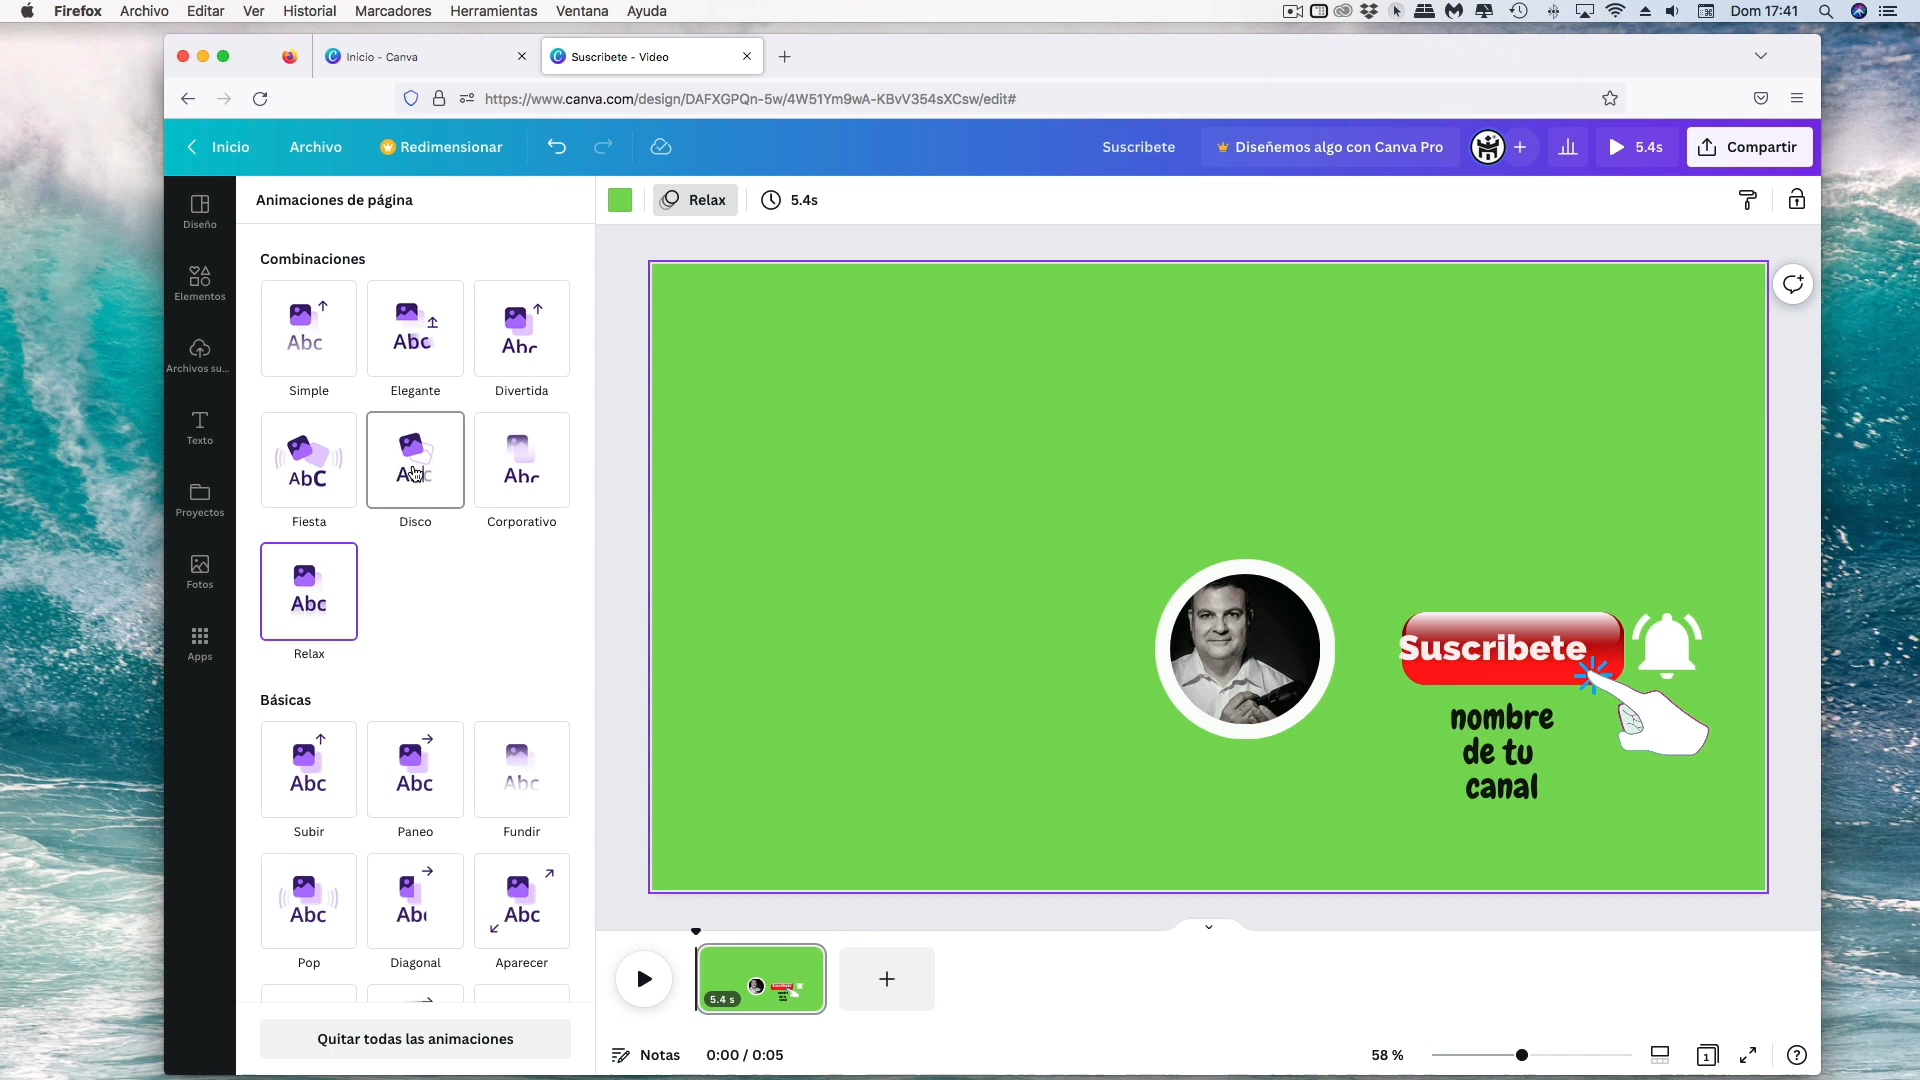 Firefox Archivo Editar Ver Historial Marcadores Herramientas Ventana Ayuda Dom 17:41
Inicio - Canva Suscribete - Video
https://www.canva.com/design/DAFXGPQn-5w/4W51Ym9wA-KBvV354sXCsw/edit#
Inicio Archivo Redimensionar Suscribete Diseñemos algo con Canva Pro 5.4s Compartir
Animaciones de página
Relax 5.4s
Diseño
Elementos
Archivos su...
Texto
Proyectos
Fotos
Apps
Combinaciones
Abc Abc Abc
Simple Elegante Divertida
AbC Abc Abc
Fiesta Disco Corporativo
Abc
Relax
Básicas
Abc Abc Abc
Subir Paneo Fundir
Abc Abc Abc
Pop Diagonal Aparecer
Quitar todas las animaciones
Suscribete
nombre
de tu
canal
5.4 s
Notas 0:00 / 0:05 58 % 1